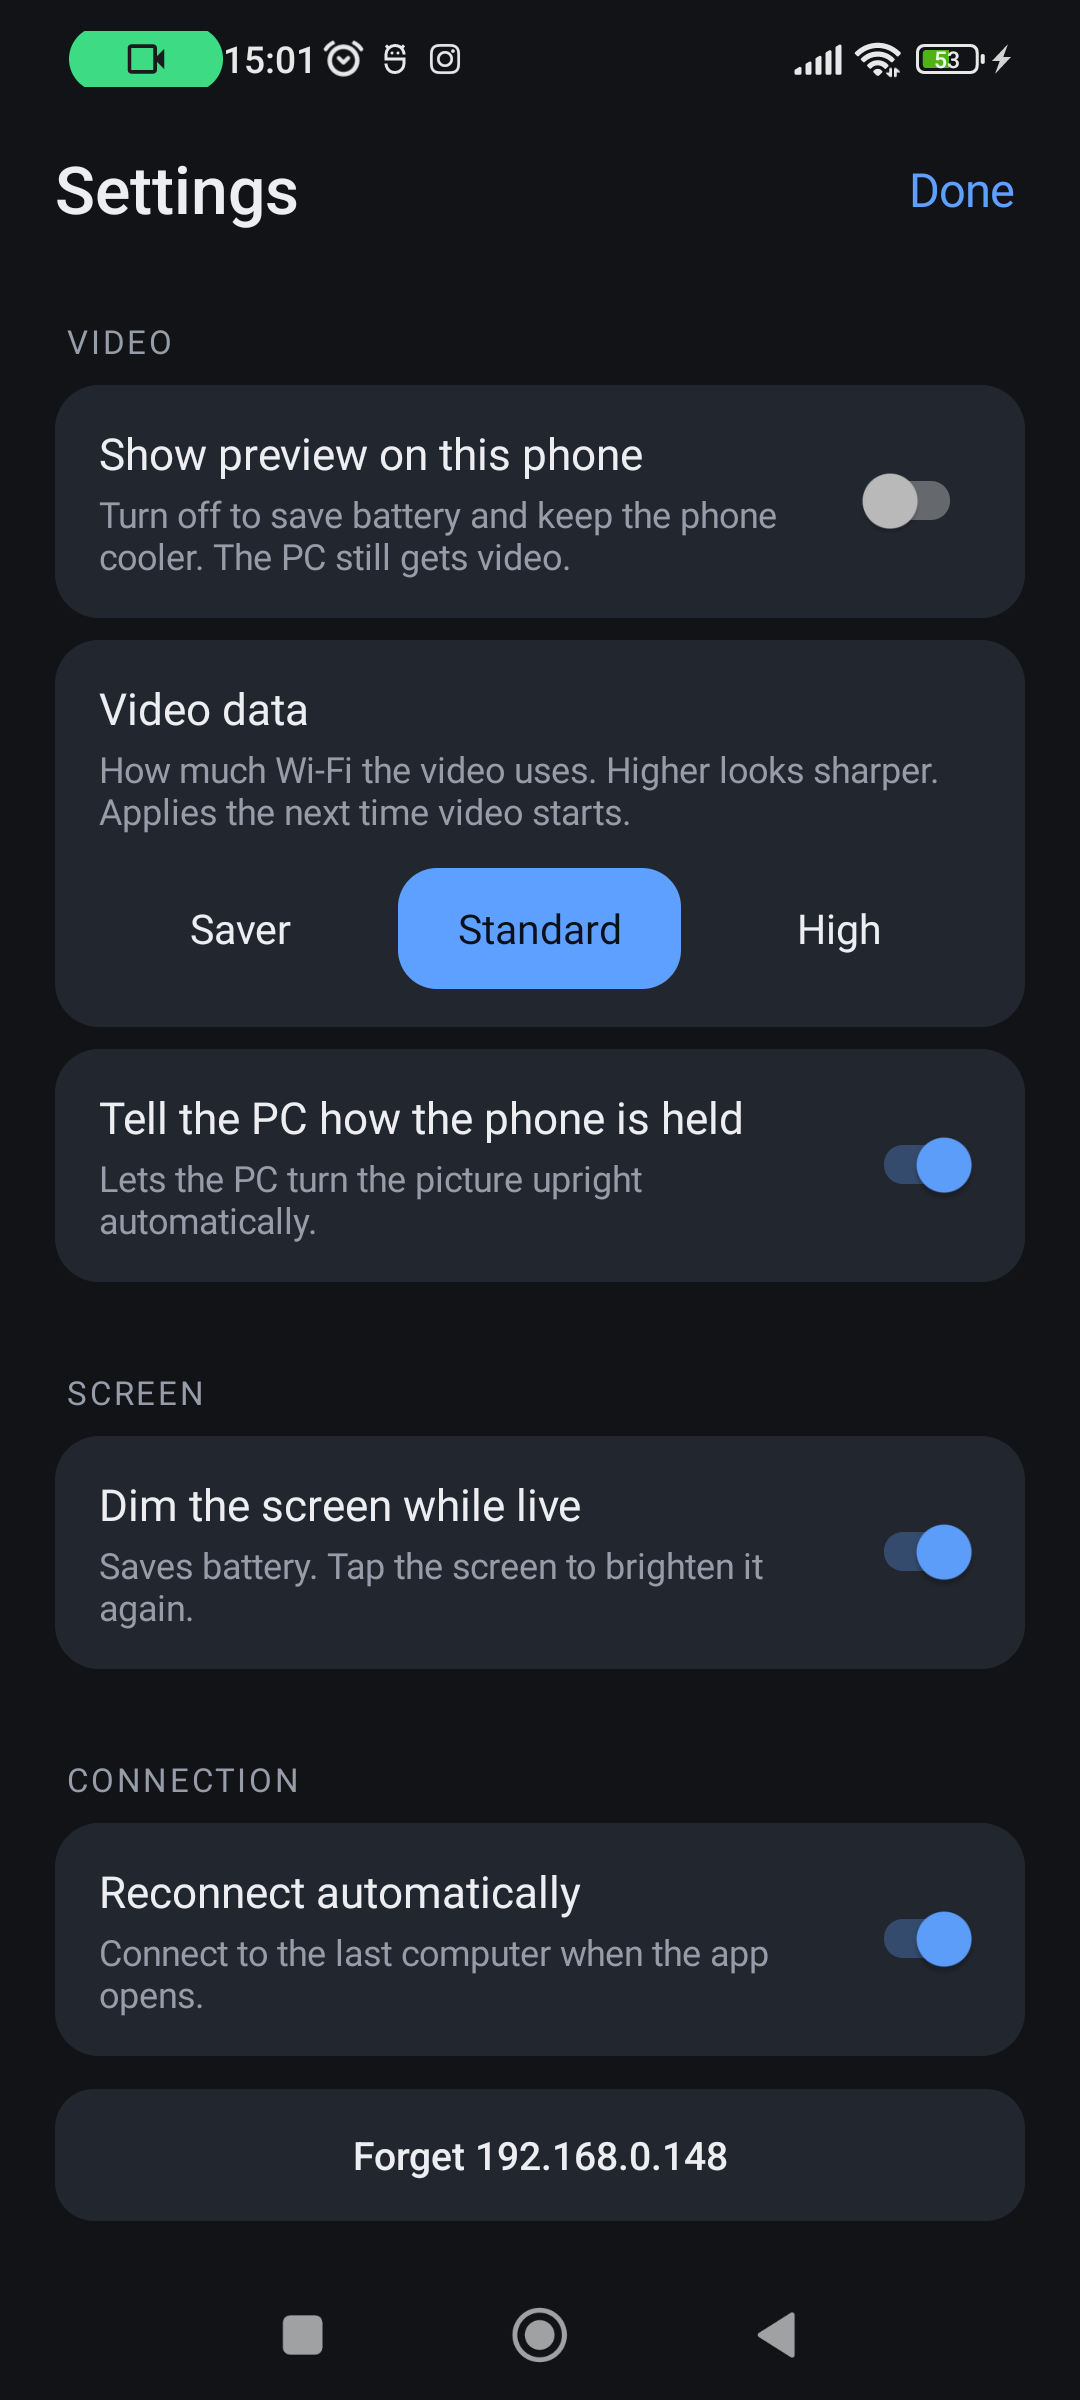 15:01
53
Settings
Done
VIDEO
Show preview on this phone
Turn off to save battery and keep the phone
cooler. The PC still gets video.
Video data
How much Wi-Fi the video uses. Higher looks sharper.
Applies the next time video starts.
Saver
Standard
High
Tell the PC how the phone is held
Lets the PC turn the picture upright
automatically.
SCREEN
Dim the screen while live
Saves battery. Tap the screen to brighten it
again.
CONNECTION
Reconnect automatically
Connect to the last computer when the app
opens.
Forget 192.168.0.148